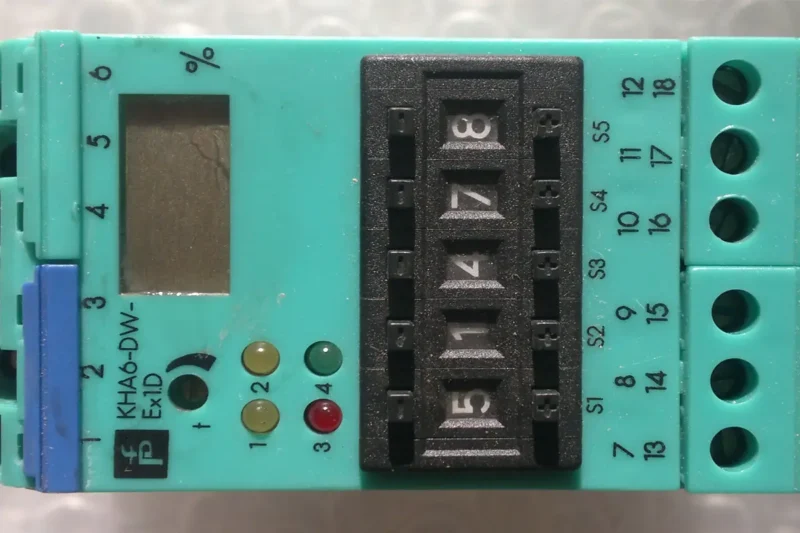 1 2 3 4 5 6
KHA6-DW-
Ex1D
%
t
1 2
3 4
- - - - -
5 1 4 7 8
+ + + + +
S1 S2 S3 S4 S5
7 8 9 10 11 12
13 14 15 16 17 18